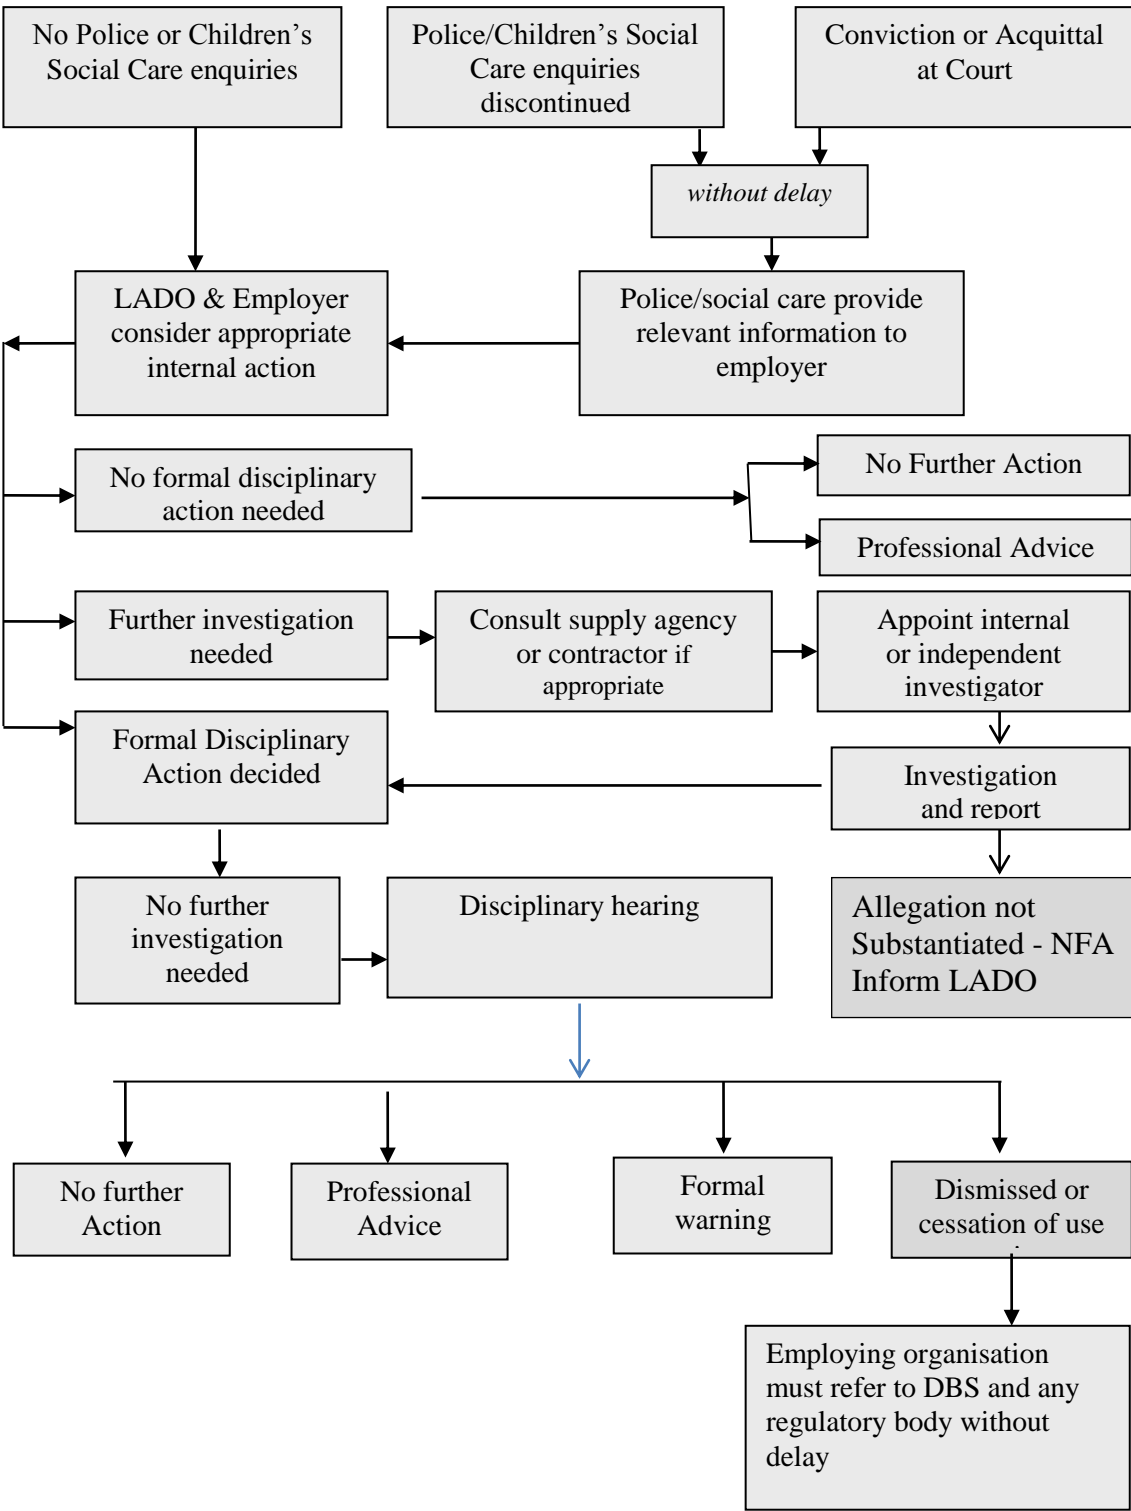 No Police or Children's
Social Care enquiries
Police/Children's Social
Care enquiries
discontinued
Conviction or Acquittal
at Court
without delay
LADO & Employer
consider appropriate
internal action
Police/social care provide
relevant information to
employer
No formal disciplinary
action needed
No Further Action
Professional Advice
Further investigation
needed
Consult supply agency
or contractor if
appropriate
Appoint internal
or independent
investigator
Formal Disciplinary
Action decided
Investigation
and report
No further
investigation
needed
Disciplinary hearing
Allegation not
Substantiated - NFA
Inform LADO
No further
Action
Professional
Advice
Formal
warning
Dismissed or
cessation of use
Employing organisation
must refer to DBS and any
regulatory body without
delay